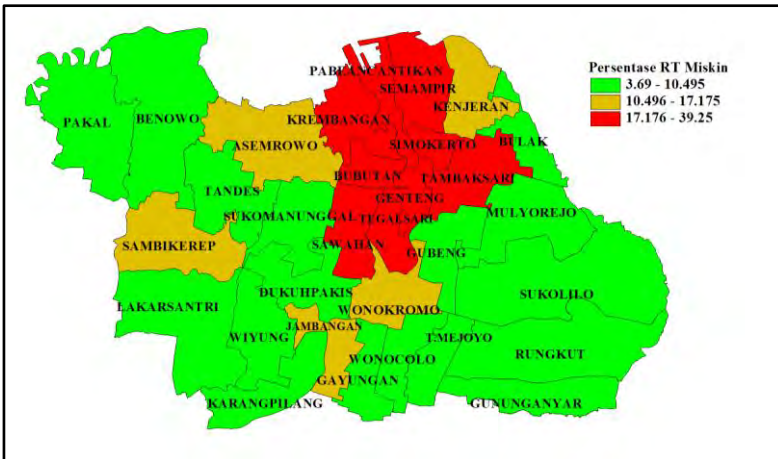 Persentase RT Miskin
3.69 - 10.495
10.496 - 17.175
17.176 - 39.25
PABEANCANTIKAN
SEMAMPIR
KENJERAN
KREMBANGAN
PAKAL
BENOWO
ASEMROWO
SIMOKERTO
BULAK
BUBUTAN
TAMBAKSARI
TANDES
GENTENG
SUKOMANUNGGAL
TEGALSARI
MULYOREJO
SAMBIKEREP
SAWAHAN
GUBENG
DUKUHPAKIS
SUKOLILO
LAKARSANTRI
WONOKROMO
JAMBANGAN
WIYUNG
WONOCOLO
T.MEJOYO
RUNGKUT
GAYUNGAN
KARANGPILANG
GUNUNGANYAR